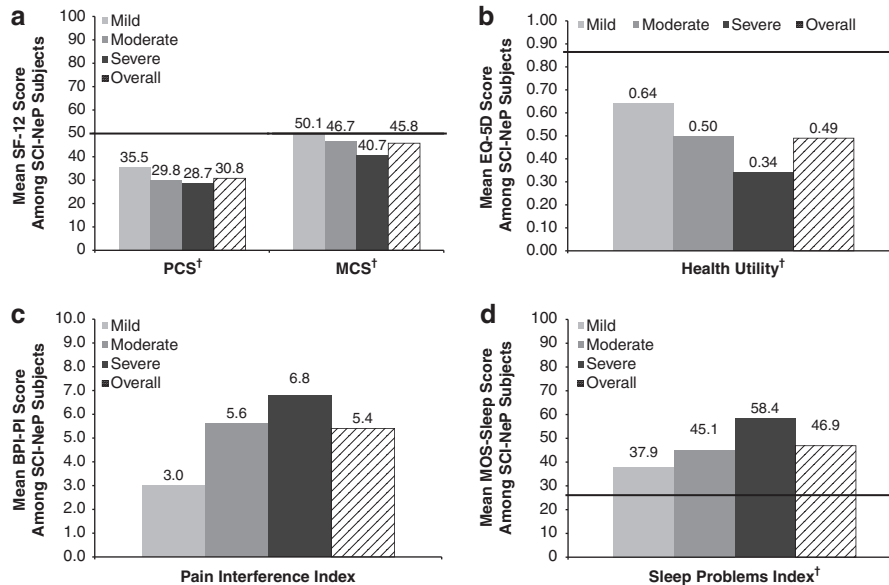 a
Mean SF-12 Score
Among SCI-NeP Subjects
100
90
80
70
60
50
40
30
20
10
0
Mild
Moderate
Severe
Overall
35.5
29.8
28.7
30.8
50.1
46.7
40.7
45.8
PCS†
MCS†
b
Mean EQ-5D Score
Among SCI-NeP Subjects
1.00
0.90
0.80
0.70
0.60
0.50
0.40
0.30
0.20
0.10
0.00
Mild Moderate Severe Overall
0.64
0.50
0.34
0.49
Health Utility†
c
Mean BPI-PI Score
Among SCI-NeP Subjects
10.0
9.0
8.0
7.0
6.0
5.0
4.0
3.0
2.0
1.0
0.0
Mild
Moderate
Severe
Overall
3.0
5.6
6.8
5.4
Pain Interference Index
d
Mean MOS-Sleep Score
Among SCI-NeP Subjects
100
90
80
70
60
50
40
30
20
10
0
Mild
Moderate
Severe
Overall
37.9
45.1
58.4
46.9
Sleep Problems Index†